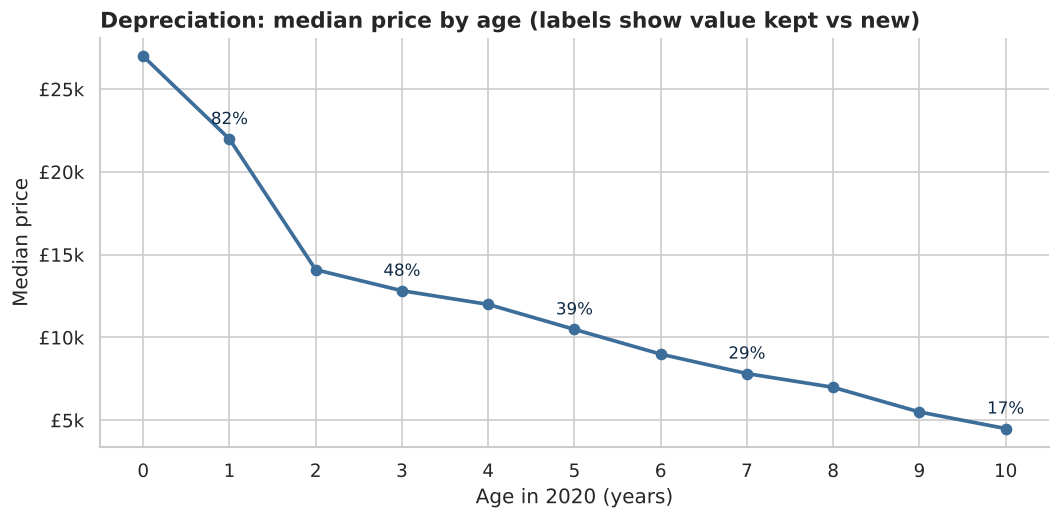 Depreciation: median price by age (labels show value kept vs new)
£25k
£20k
£15k
£10k
£5k
Median price
82%
48%
39%
29%
17%
0 1 2 3 4 5 6 7 8 9 10
Age in 2020 (years)